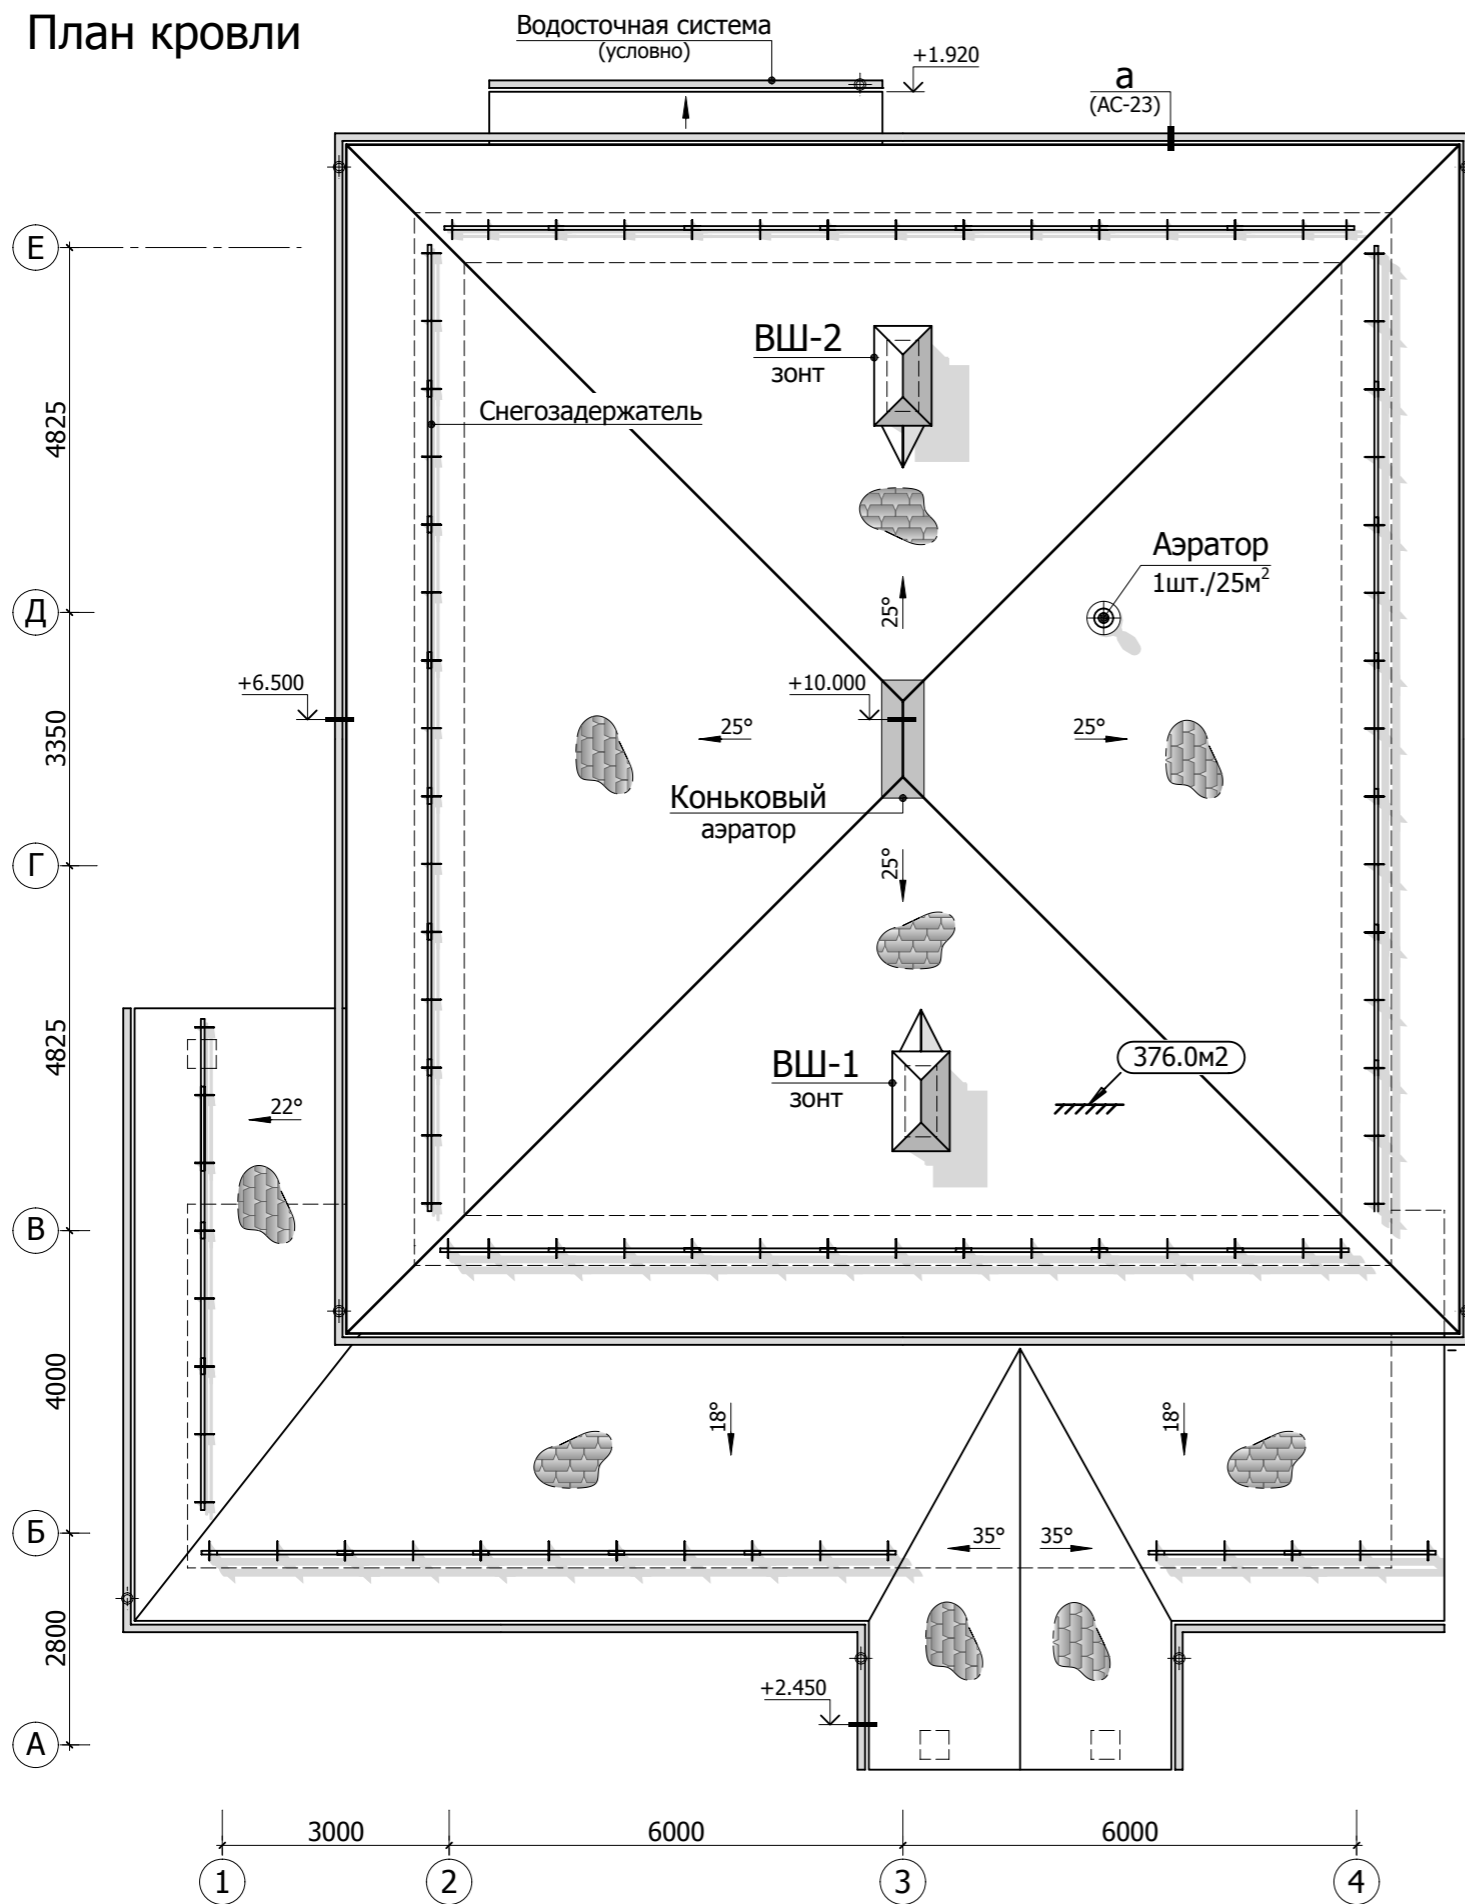 План кровли
Водосточная система
(условно)
+1.920
а
(АС-23)
Е
ВШ-2
зонт
Снегозадержатель
4825
Аэратор
1шт./25м²
25°
Д
+6.500
+10.000
25°
25°
3350
Коньковый
аэратор
25°
Г
4825
ВШ-1
зонт
376.0м2
22°
В
4000
18°
18°
Б
35°
35°
2800
+2.450
А
3000
6000
6000
1
2
3
4